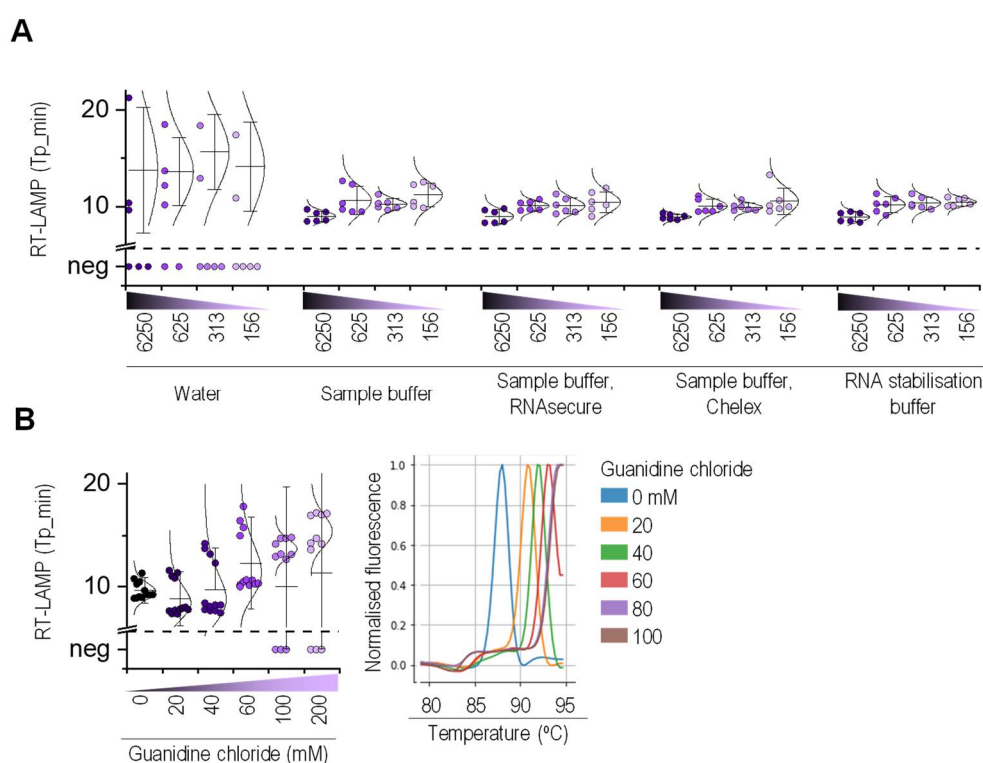 A
RT-LAMP (Tp_min)
20
10
neg
6250 625 313 156 6250 625 313 156 6250 625 313 156 6250 625 313 156 6250 625 313 156
Water
Sample buffer
Sample buffer,
RNAsecure
Sample buffer,
Chelex
RNA stabilisation
buffer
B
RT-LAMP (Tp_min)
20
10
neg
0 20 40 60 100 200
Guanidine chloride (mM)
Normalised fluorescence
1.0
0.8
0.6
0.4
0.2
0.0
80 85 90 95
Temperature (ºC)
Guanidine chloride
0 mM
20
40
60
80
100